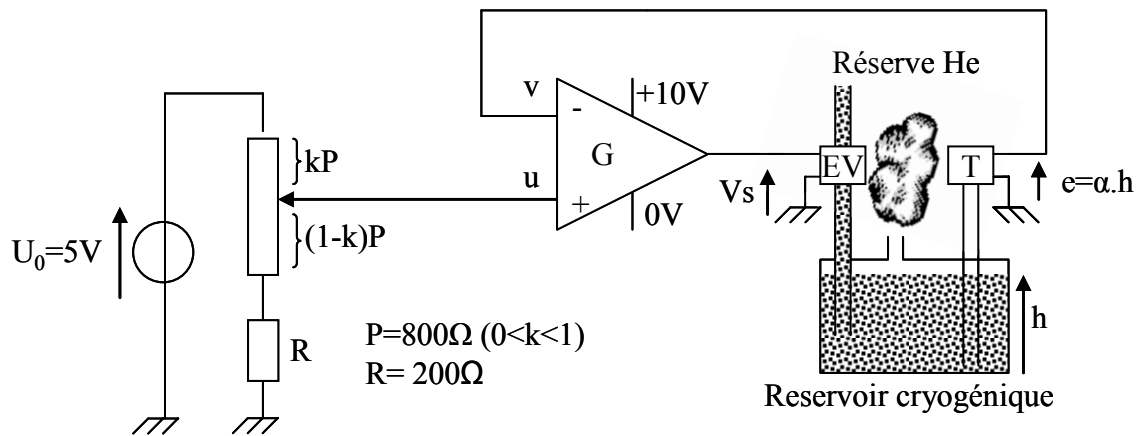 Réserve He
v
-
+10V
kP
G
EV
T
u
Vs
e=α.h
+
0V
(1-k)P
U₀=5V
h
P=800Ω (0<k<1)
R
R= 200Ω
Reservoir cryogénique